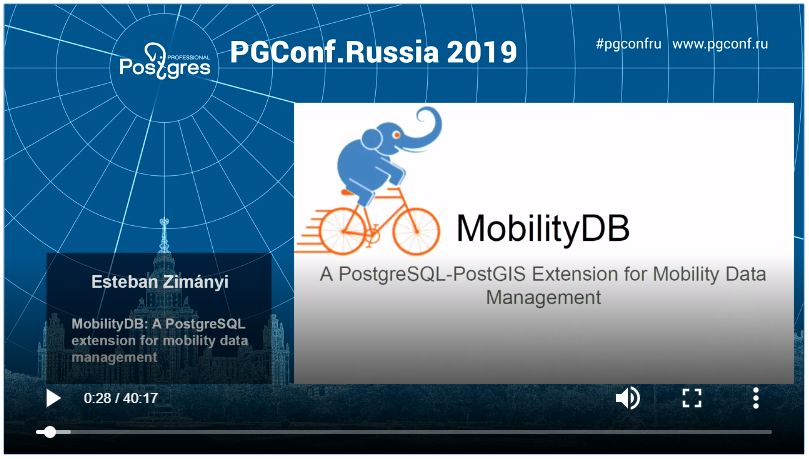 PROFESSIONAL
Postgres
PGConf.Russia 2019
#pgconfru www.pgconf.ru
MobilityDB
A PostgreSQL-PostGIS Extension for Mobility Data
Management
Esteban Zimányi
MobilityDB: A PostgreSQL
extension for mobility data
management
0:28 / 40:17